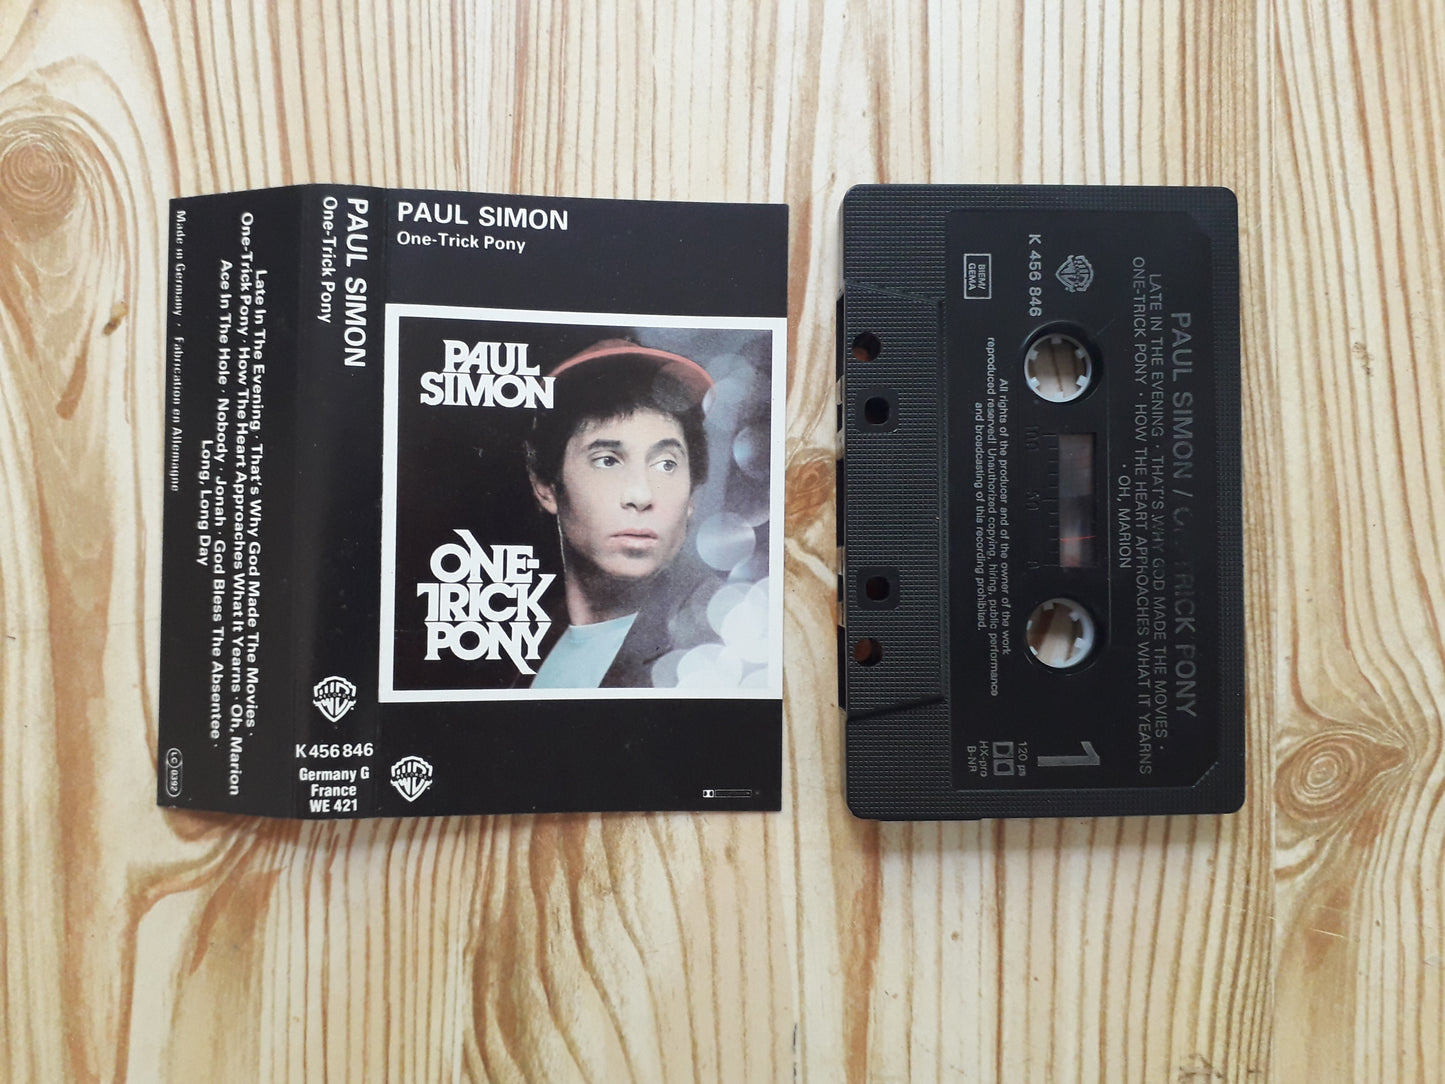 PAUL SIMON
One-Trick Pony
PAUL
SIMON
ONE-
TRICK
PONY
PAUL SIMON
One-Trick Pony
K 456 846
Germany G
France
WE 421
Late In The Evening · That's Why God Made The Movies ·
One-Trick Pony · How The Heart Approaches What It Yearns · Oh, Marion
Ace In The Hole · Nobody · Jonah · God Bless The Absentee ·
Long, Long Day
Made in Germany · Fabrication en Allemagne
LC 0392
PAUL SIMON / TRICK PONY
LATE IN THE EVENING · THAT'S WHY GOD MADE THE MOVIES ·
ONE-TRICK PONY · HOW THE HEART APPROACHES WHAT IT YEARNS
· OH, MARION
K 456 846
BIEM/
GEMA
All rights of the producer and of the owner of the work
reproduced reserved! Unauthorized copying, hiring, public performance
and broadcasting of this recording prohibited.
100
50
0
1
120 µs
HX-pro
B-NR